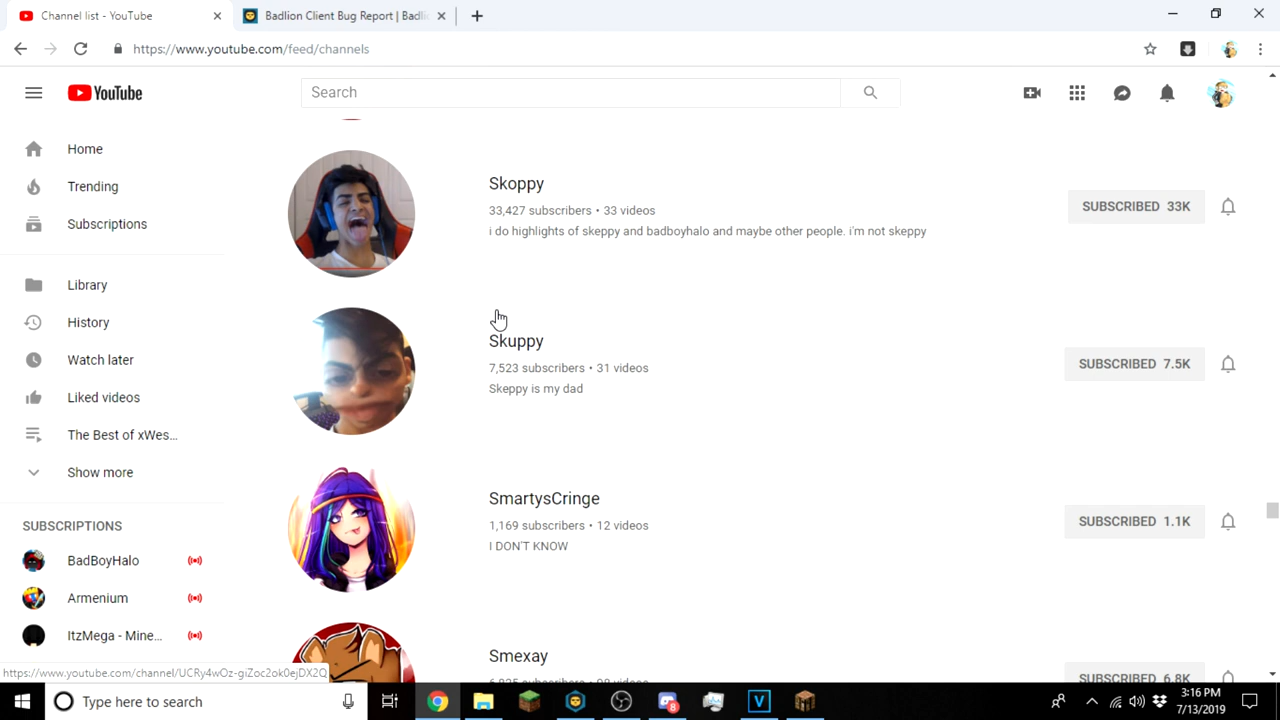 Channel list - YouTube
Badlion Client Bug Report | Badli
https://www.youtube.com/feed/channels
YouTube
Search
Home
Trending
Subscriptions
Library
History
Watch later
Liked videos
The Best of xWes...
Show more
SUBSCRIPTIONS
BadBoyHalo
Armenium
ItzMega - Mine...
Skoppy
33,427 subscribers • 33 videos
i do highlights of skeppy and badboyhalo and maybe other people. i'm not skeppy
SUBSCRIBED 33K
Skuppy
7,523 subscribers • 31 videos
Skeppy is my dad
SUBSCRIBED 7.5K
SmartysCringe
1,169 subscribers • 12 videos
I DON'T KNOW
SUBSCRIBED 1.1K
Smexay
SUBSCRIBED 6.8K
https://www.youtube.com/channel/UCRy4wOz-giZoc2ok0ejDX2Q
Type here to search
8
V
3:16 PM
7/13/2019